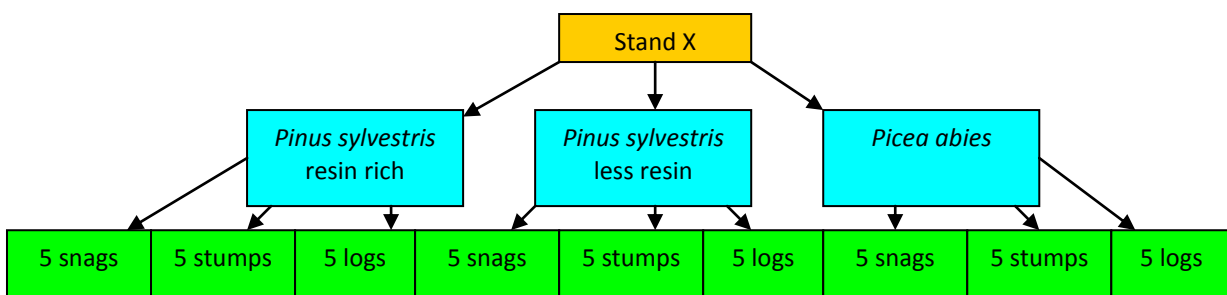 Stand X
Pinus sylvestris
resin rich
Pinus sylvestris
less resin
Picea abies
5 snags
5 stumps
5 logs
5 snags
5 stumps
5 logs
5 snags
5 stumps
5 logs